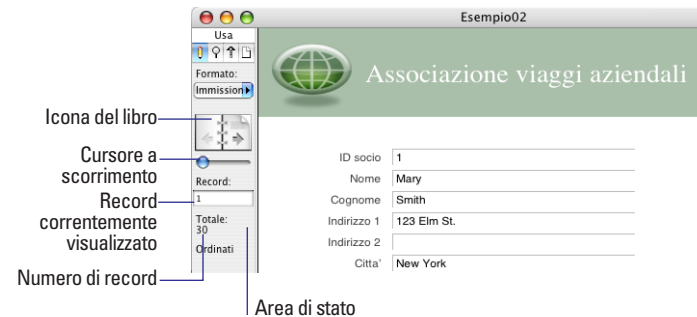 Esempio02
Usa
Formato:
Immission
Associazione viaggi aziendali
Icona del libro
Cursore a
scorrimento
Record:
1
Record
correntemente
visualizzato
Totale:
30
Ordinati
Numero di record
Area di stato
ID socio 1
Nome Mary
Cognome Smith
Indirizzo 1 123 Elm St.
Indirizzo 2
Citta' New York